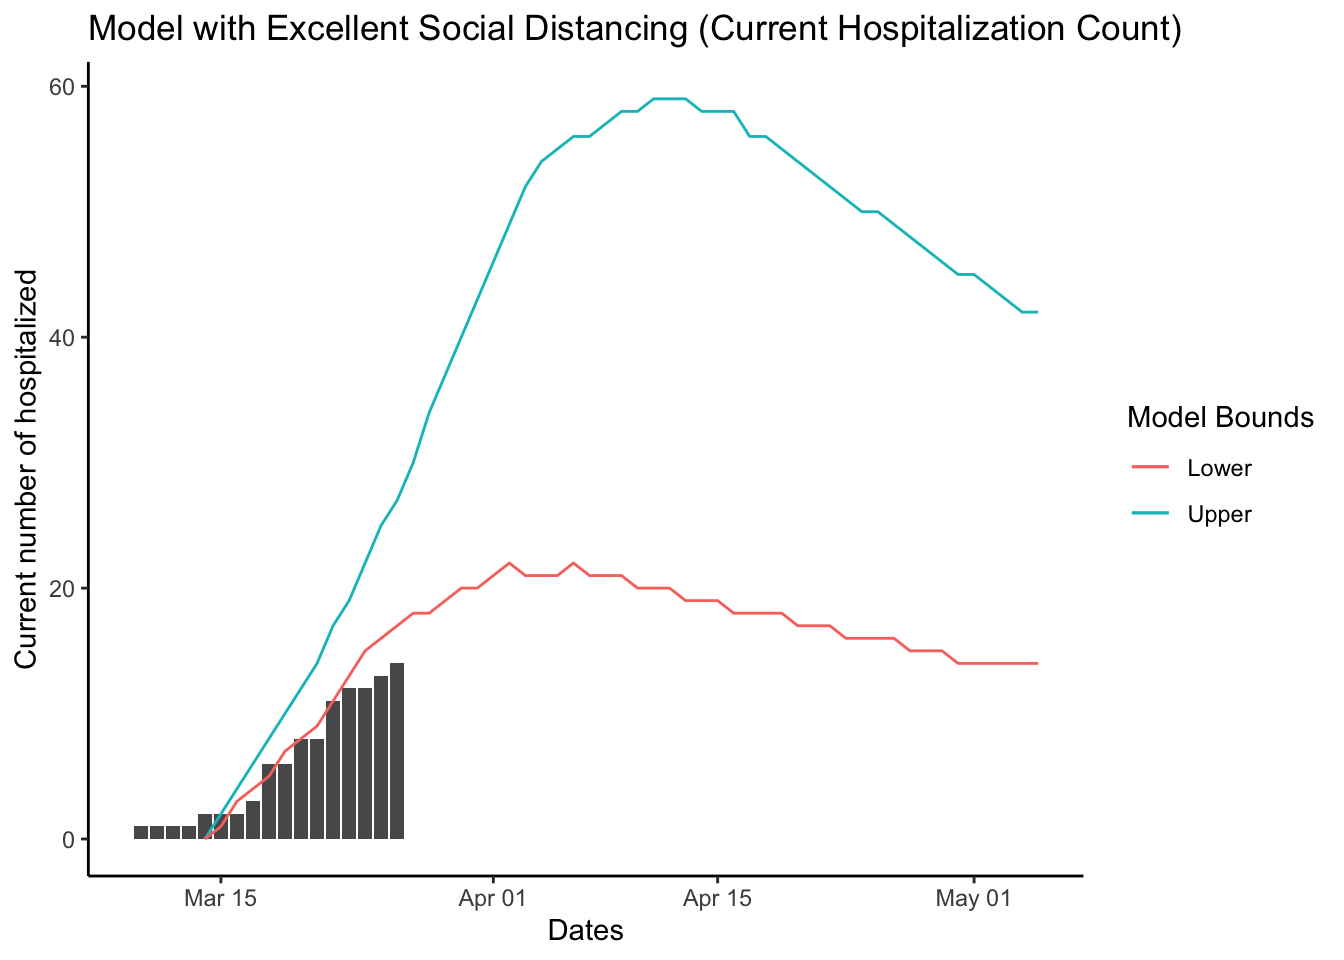 Model with Excellent Social Distancing (Current Hospitalization Count)
60
40
20
0
Current number of hospitalized
Mar 15
Apr 01
Apr 15
May 01
Dates
Model Bounds
Lower
Upper